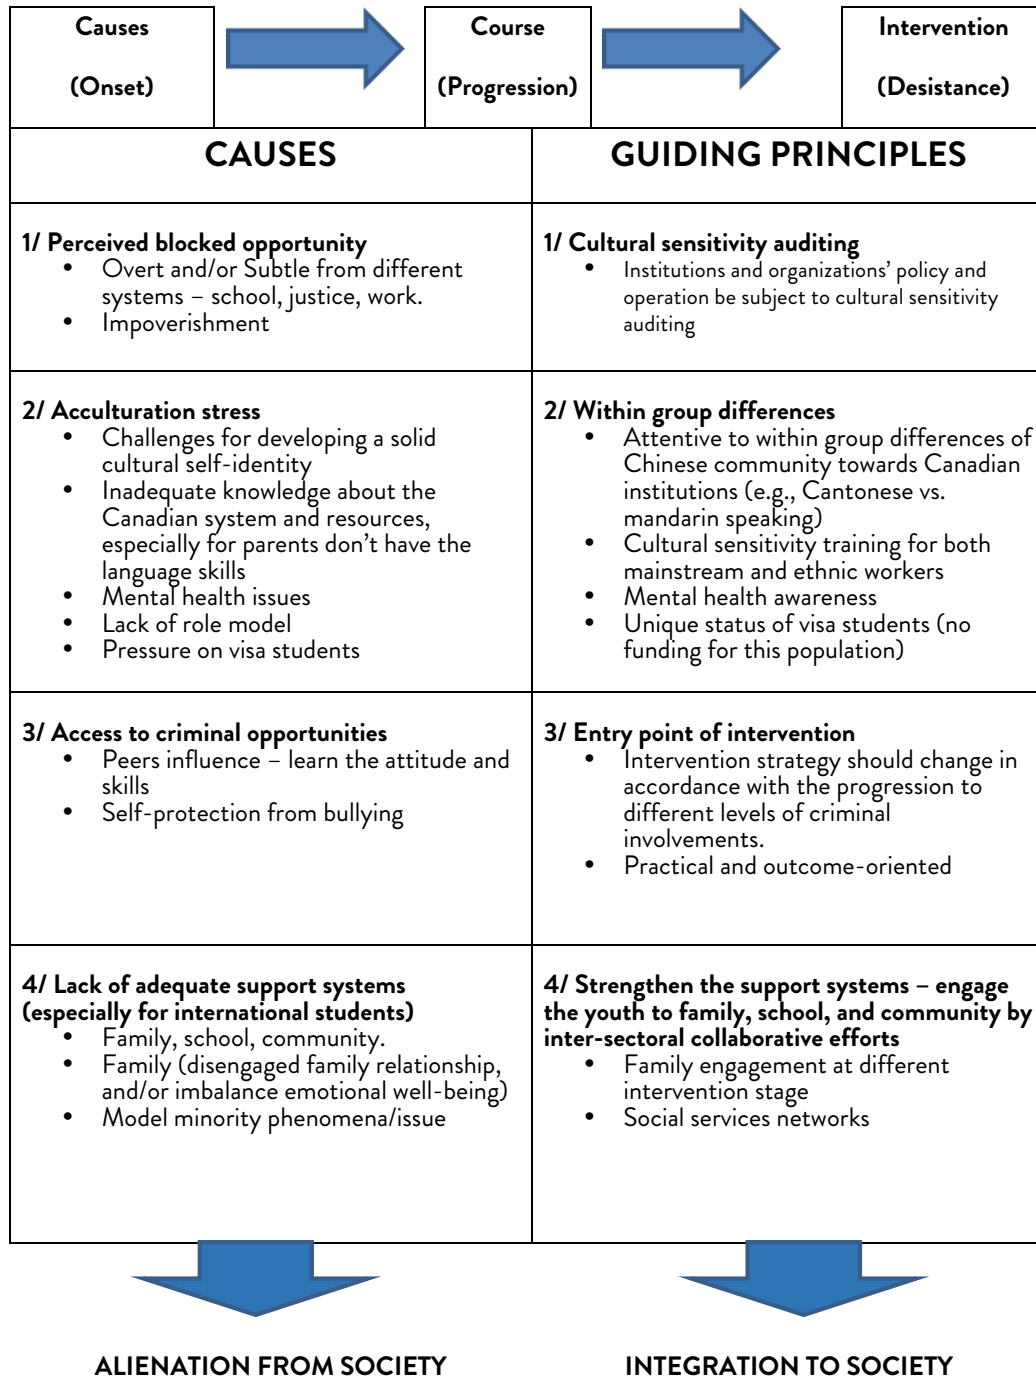 Causes
(Onset)
Course
(Progression)
Intervention
(Desistance)
CAUSES
GUIDING PRINCIPLES
1/ Perceived blocked opportunity
• Overt and/or Subtle from different
systems – school, justice, work.
• Impoverishment
1/ Cultural sensitivity auditing
• Institutions and organizations’ policy and
operation be subject to cultural sensitivity
auditing
2/ Acculturation stress
• Challenges for developing a solid
cultural self-identity
• Inadequate knowledge about the
Canadian system and resources,
especially for parents don’t have the
language skills
• Mental health issues
• Lack of role model
• Pressure on visa students
2/ Within group differences
• Attentive to within group differences of
Chinese community towards Canadian
institutions (e.g., Cantonese vs.
mandarin speaking)
• Cultural sensitivity training for both
mainstream and ethnic workers
• Mental health awareness
• Unique status of visa students (no
funding for this population)
3/ Access to criminal opportunities
• Peers influence – learn the attitude and
skills
• Self-protection from bullying
3/ Entry point of intervention
• Intervention strategy should change in
accordance with the progression to
different levels of criminal
involvements.
• Practical and outcome-oriented
4/ Lack of adequate support systems
(especially for international students)
• Family, school, community.
• Family (disengaged family relationship,
and/or imbalance emotional well-being)
• Model minority phenomena/issue
4/ Strengthen the support systems – engage
the youth to family, school, and community by
inter-sectoral collaborative efforts
• Family engagement at different
intervention stage
• Social services networks
ALIENATION FROM SOCIETY
INTEGRATION TO SOCIETY